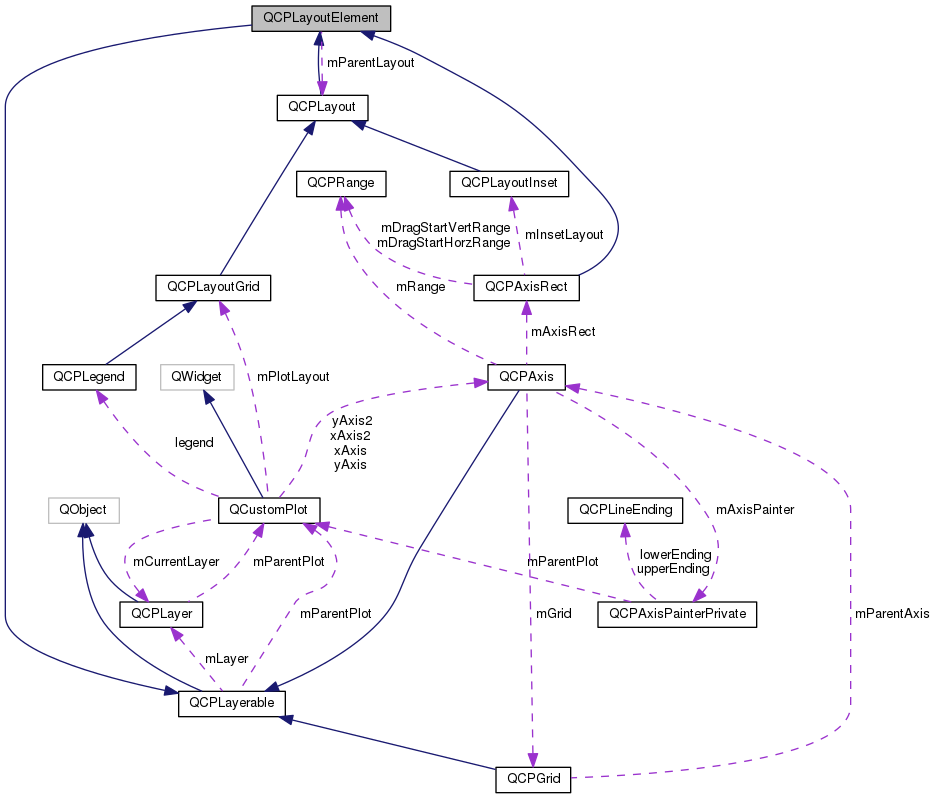 QCPLayoutElement
mParentLayout
QCPLayout
QCPRange
QCPLayoutInset
mDragStartVertRange
mDragStartHorzRange
mInsetLayout
QCPLayoutGrid
mRange
QCPAxisRect
mAxisRect
QCPLegend
QWidget
mPlotLayout
QCPAxis
legend
yAxis2
xAxis2
xAxis
yAxis
QObject
QCustomPlot
QCPLineEnding
mAxisPainter
mCurrentLayer
mParentPlot
mParentPlot
lowerEnding
upperEnding
QCPLayer
mParentPlot
mGrid
QCPAxisPainterPrivate
mParentAxis
mLayer
QCPLayerable
QCPGrid